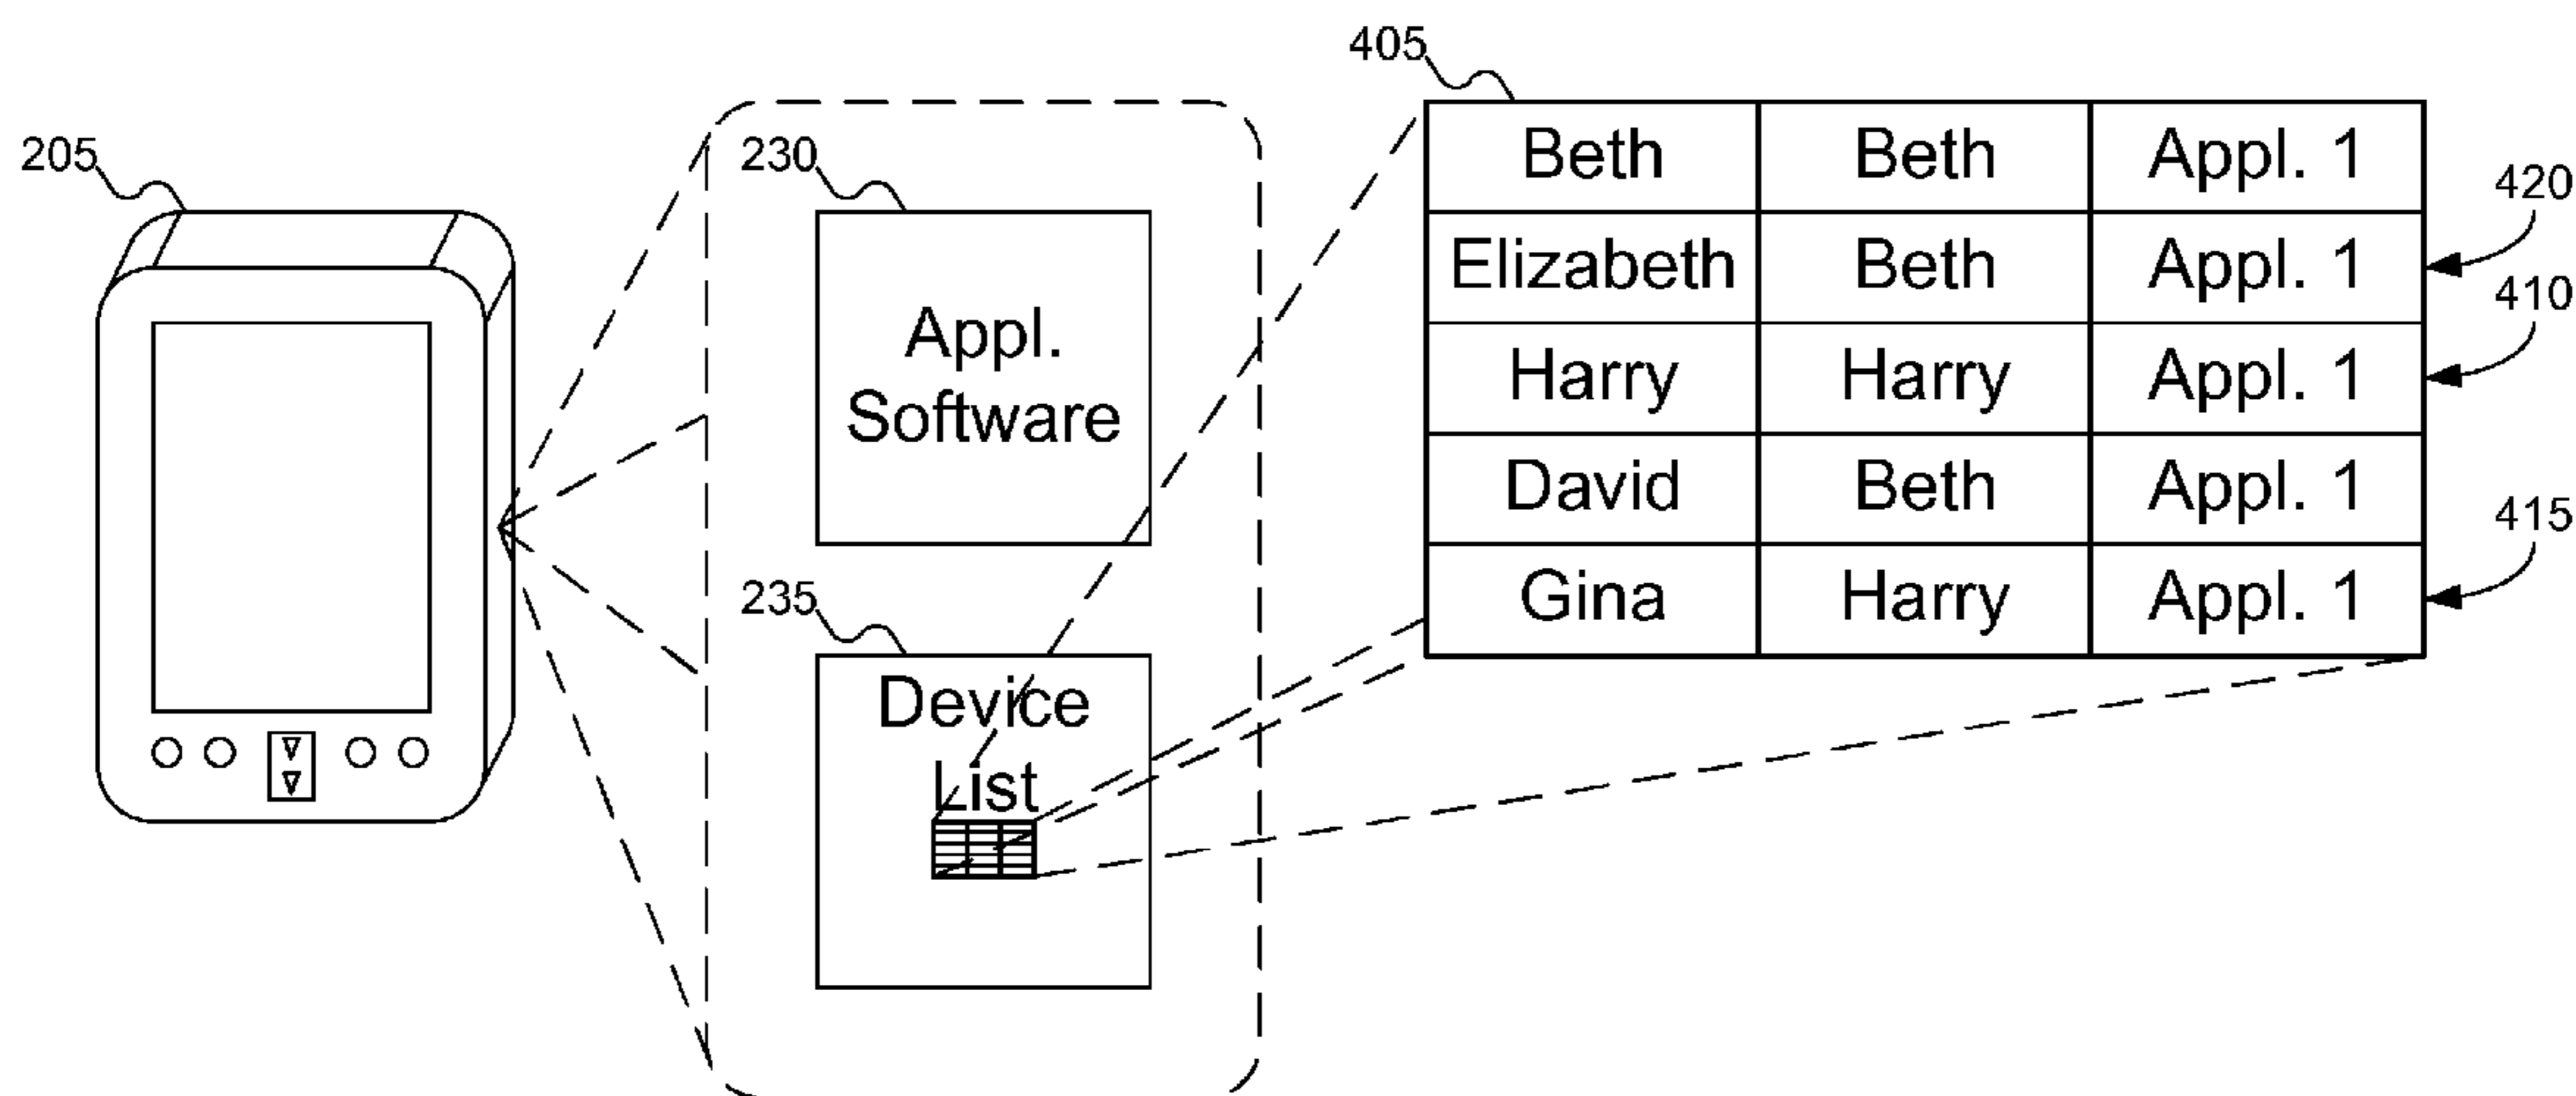 405
205
230
Beth Beth Appl. 1
420
Elizabeth Beth Appl. 1
410
Appl.
Software
Harry Harry Appl. 1
David Beth Appl. 1
415
235
Gina Harry Appl. 1
Device
List